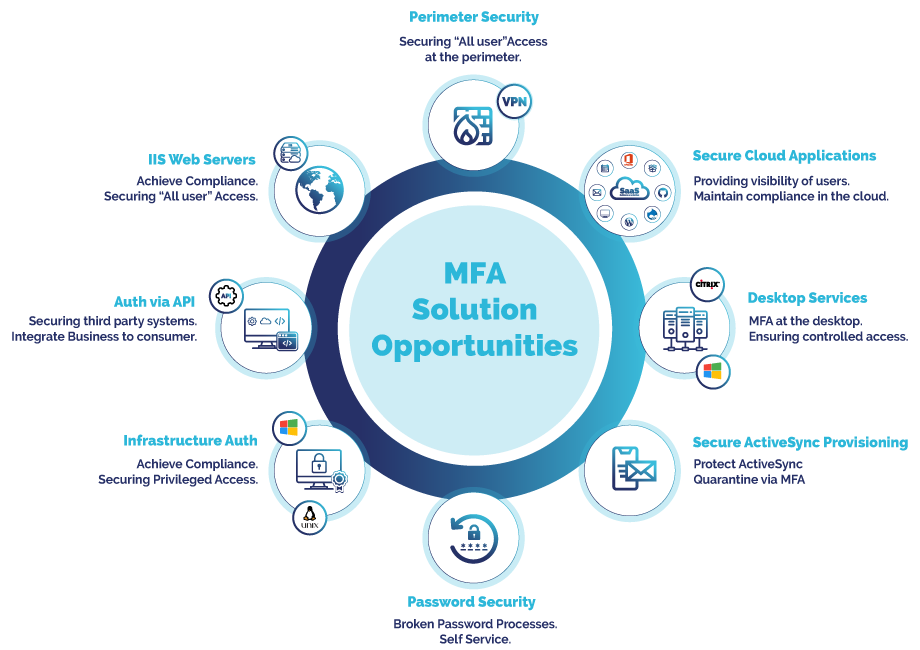 Perimeter Security
Securing “All user”Access
at the perimeter.
VPN
Secure Cloud Applications
Providing visibility of users.
Maintain compliance in the cloud.
SaaS
Desktop Services
MFA at the desktop.
Ensuring controlled access.
CITRIX
Secure ActiveSync Provisioning
Protect ActiveSync
Quarantine via MFA
Password Security
Broken Password Processes.
Self Service.
****
Infrastructure Auth
Achieve Compliance.
Securing Privileged Access.
UNIX
Auth via API
Securing third party systems.
Integrate Business to consumer.
API
</>
</>
IIS Web Servers
Achieve Compliance.
Securing “All user” Access.
MFA
Solution
Opportunities